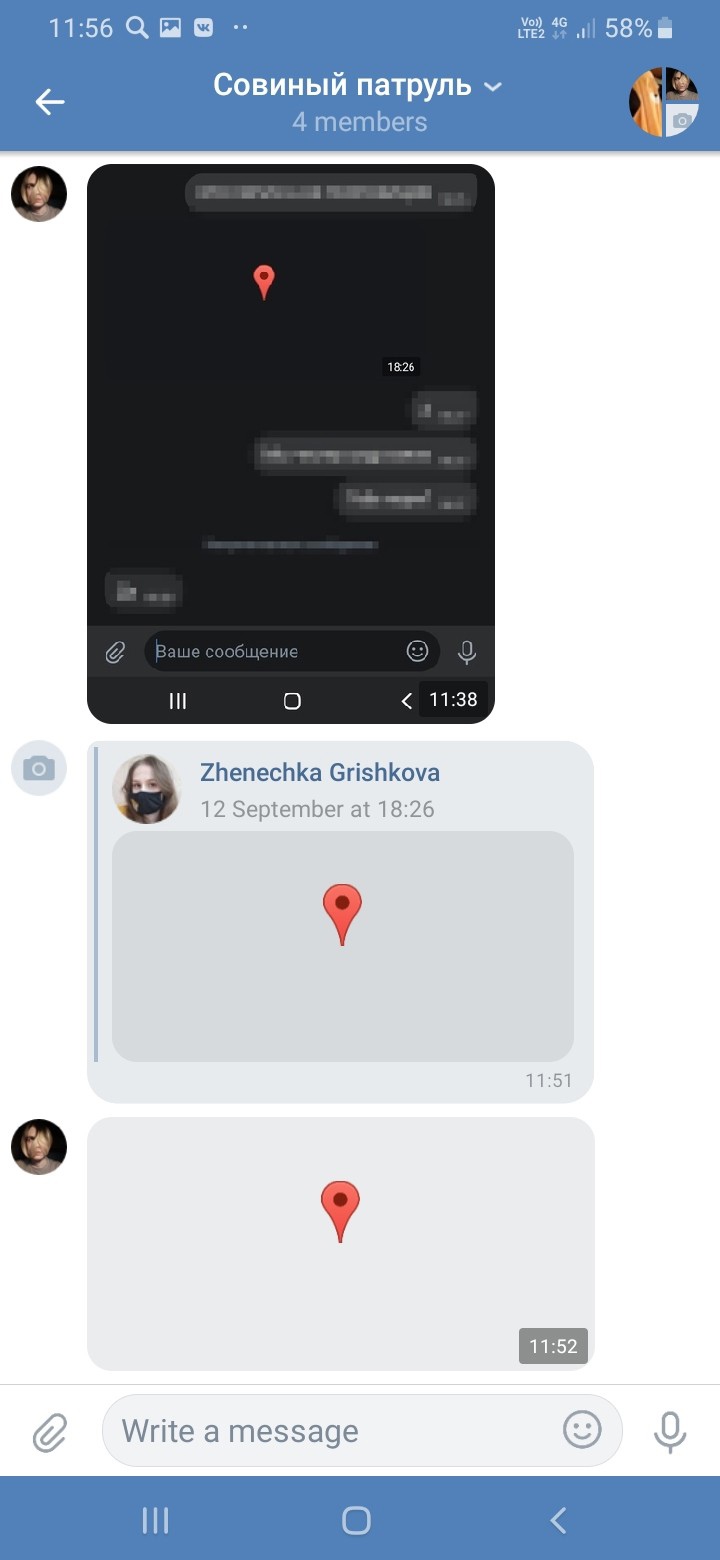 11:56
Vo))
LTE2
4G
58%
Совиный патруль
4 members
18:26
Ваше сообщение
11:38
Zhenechka Grishkova
12 September at 18:26
11:51
11:52
Write a message